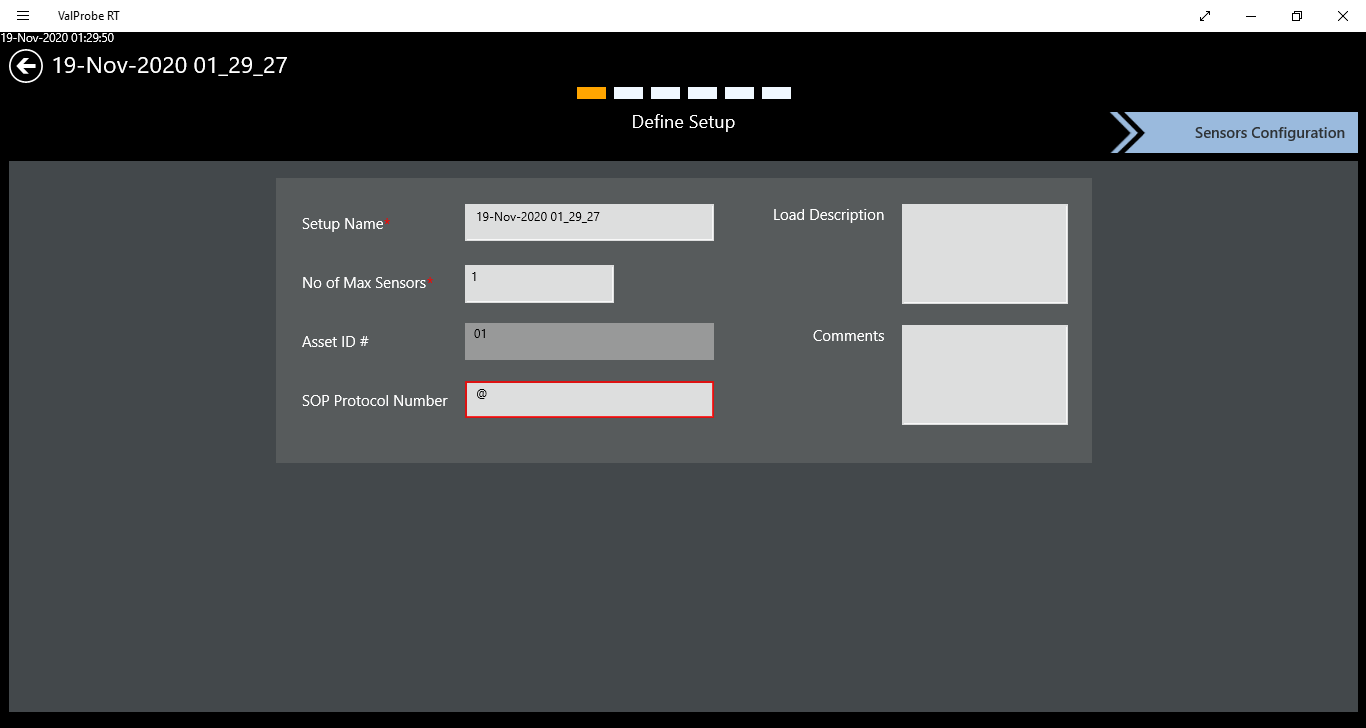 ValProbe RT
19-Nov-2020 01:29:50
19-Nov-2020 01_29_27
Define Setup
Sensors Configuration
Setup Name*
19-Nov-2020 01_29_27
No of Max Sensors*
1
Asset ID #
01
SOP Protocol Number
@
Load Description
Comments